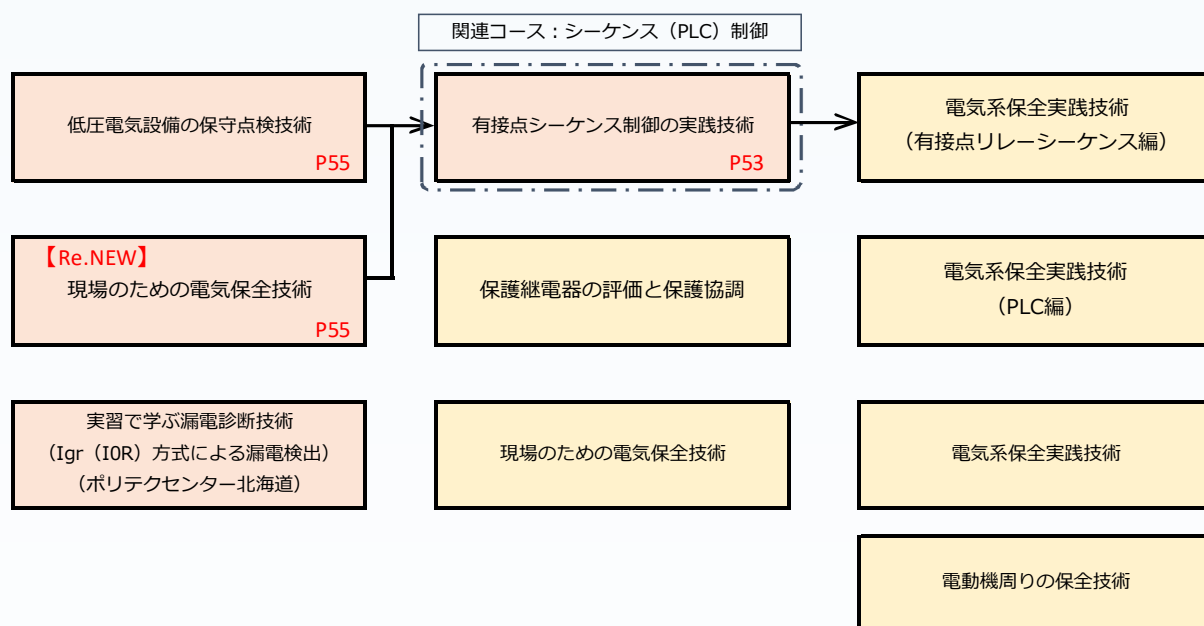 関連コース：シーケンス（PLC）制御
低圧電気設備の保守点検技術
P55
有接点シーケンス制御の実践技術
P53
電気系保全実践技術
（有接点リレーシーケンス編）
【Re.NEW】
現場のための電気保全技術
P55
保護継電器の評価と保護協調
電気系保全実践技術
（PLC編）
実習で学ぶ漏電診断技術
（Igr（IOR）方式による漏電検出）
（ポリテクセンター北海道）
現場のための電気保全技術
電気系保全実践技術
電動機周りの保全技術